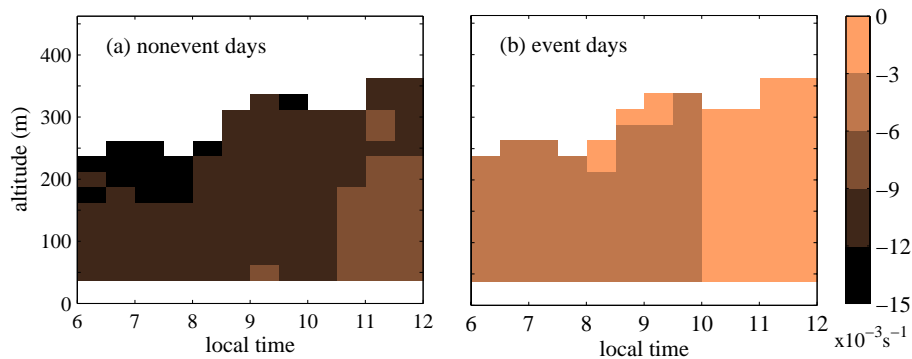 (a) nonevent days
(b) event days
altitude (m)
400
300
200
100
0
6 7 8 9 10 11 12
local time
6 7 8 9 10 11 12
local time
0
−3
−6
−9
−12
−15
x10⁻³s⁻¹